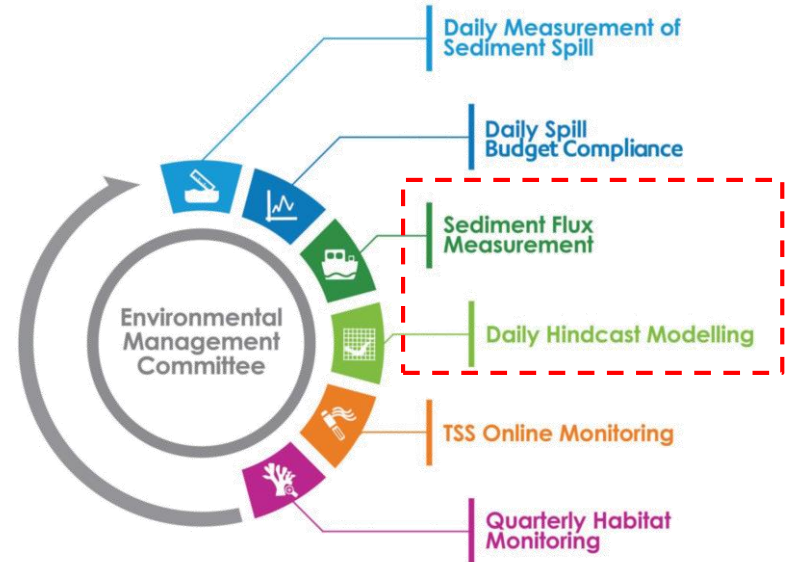 Daily Measurement of
Sediment Spill
Daily Spill
Budget Compliance
Sediment Flux
Measurement
Environmental
Management
Committee
Daily Hindcast Modelling
TSS Online Monitoring
Quarterly Habitat
Monitoring